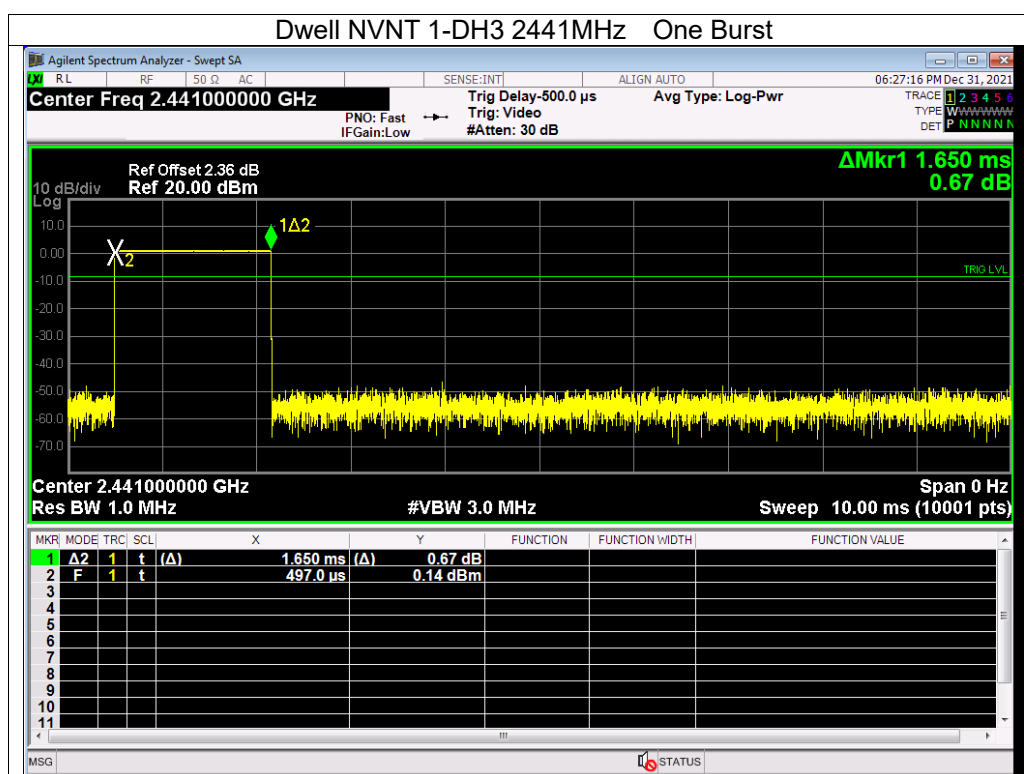 Dwell NVNT 1-DH3 2441MHz One Burst
Agilent Spectrum Analyzer - Swept SA
LXI RL RF 50 Ω AC SENSE:INT ALIGN AUTO 06:27:16 PM Dec 31, 2021
Center Freq 2.441000000 GHz
Trig Delay-500.0 µs Avg Type: Log-Pwr TRACE 1 2 3 4 5 6
PNO: Fast Trig: Video TYPE WWWWWW
IFGain:Low #Atten: 30 dB DET P N N N N N
ΔMkr1 1.650 ms
0.67 dB
Ref Offset 2.36 dB
10 dB/div Ref 20.00 dBm
Log
10.0
1Δ2
0.00
2
TRIG LVL
-10.0
-20.0
-30.0
-40.0
-50.0
-60.0
-70.0
Center 2.441000000 GHz Span 0 Hz
Res BW 1.0 MHz #VBW 3.0 MHz Sweep 10.00 ms (10001 pts)
MKR MODE TRC SCL X Y FUNCTION FUNCTION WIDTH FUNCTION VALUE
1 Δ2 1 t (Δ) 1.650 ms (Δ) 0.67 dB
2 F 1 t 497.0 µs 0.14 dBm
3
4
5
6
7
8
9
10
11
MSG STATUS